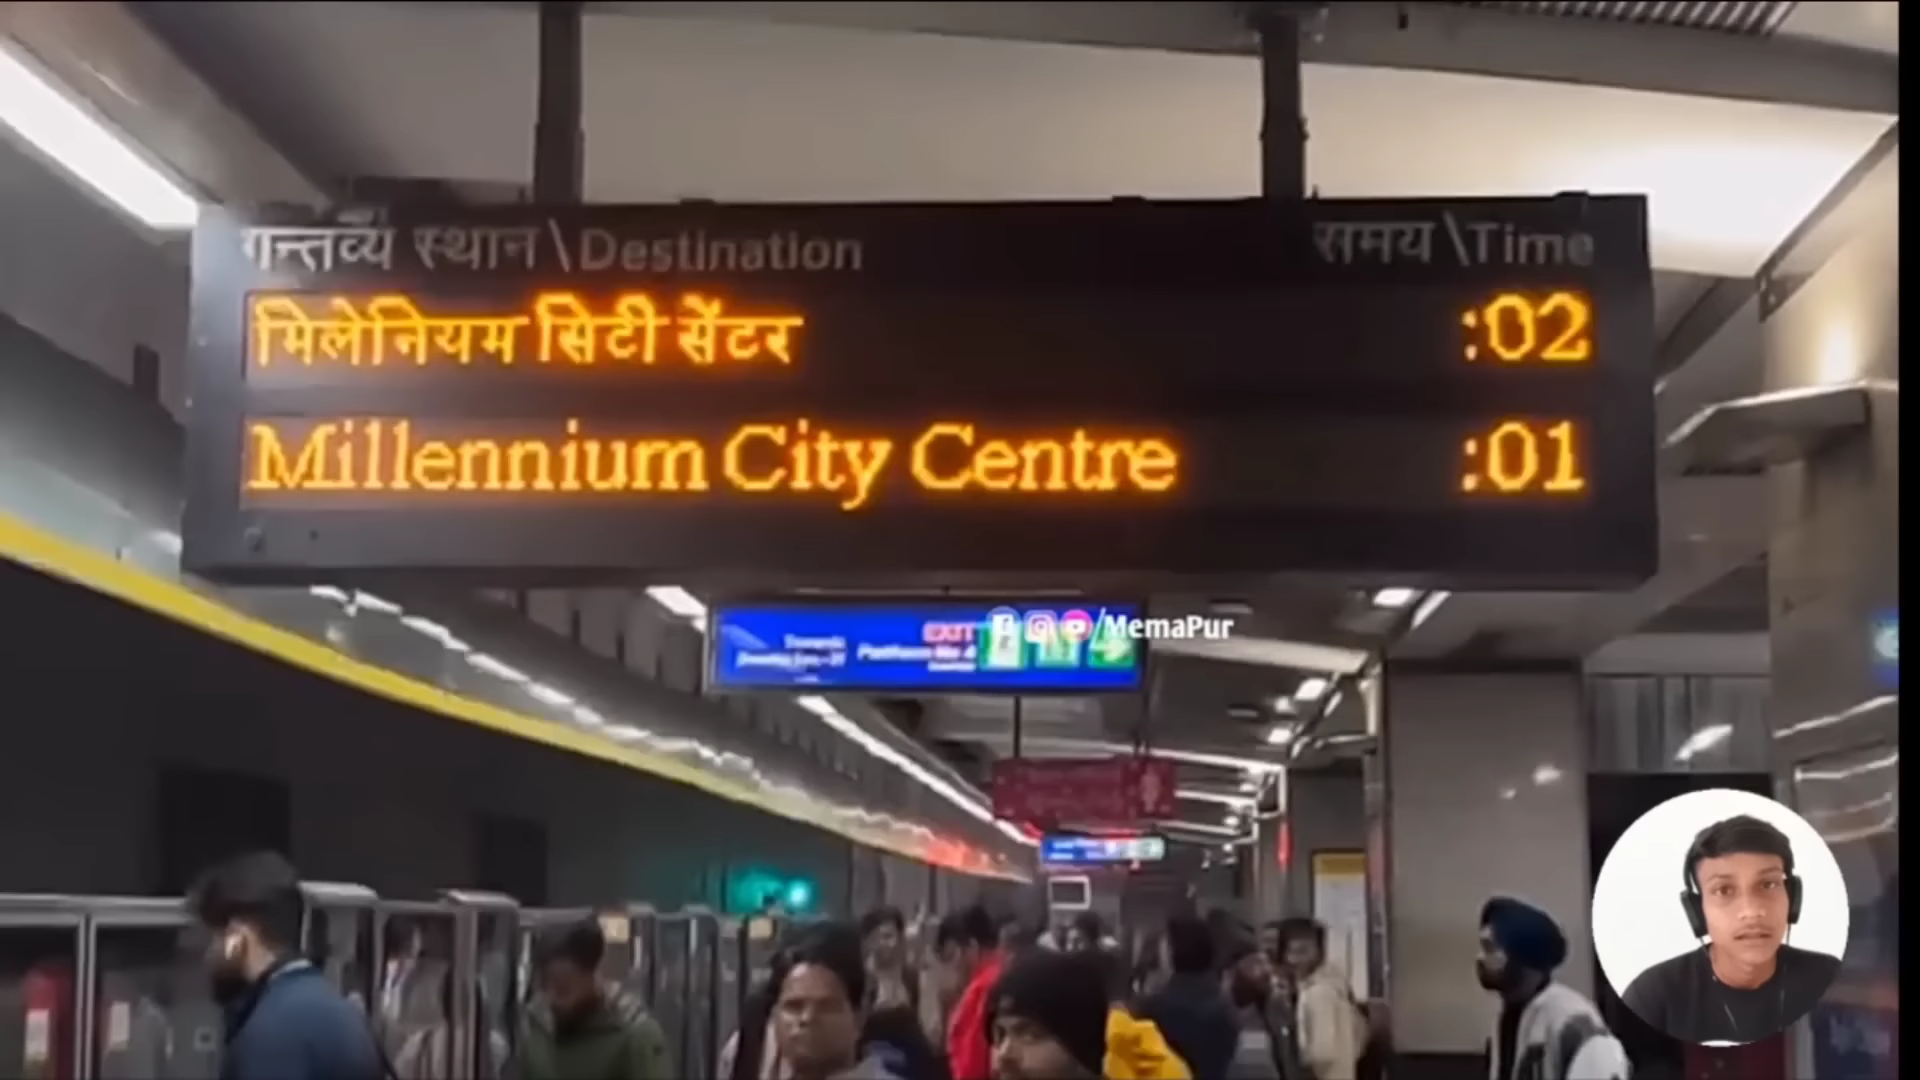 गन्तव्य स्थान \ Destination समय \ Time
मिलेनियम सिटी सेंटर :02
Millennium City Centre :01
EXIT
/MemaPur